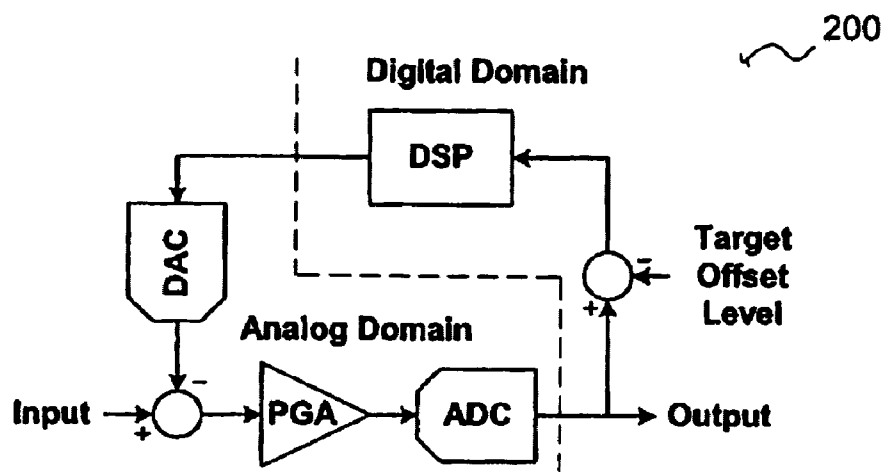 200
Digital Domain
DSP
DAC
-
Target
Offset
Level
+
Analog Domain
-
Input
+
PGA
ADC
Output